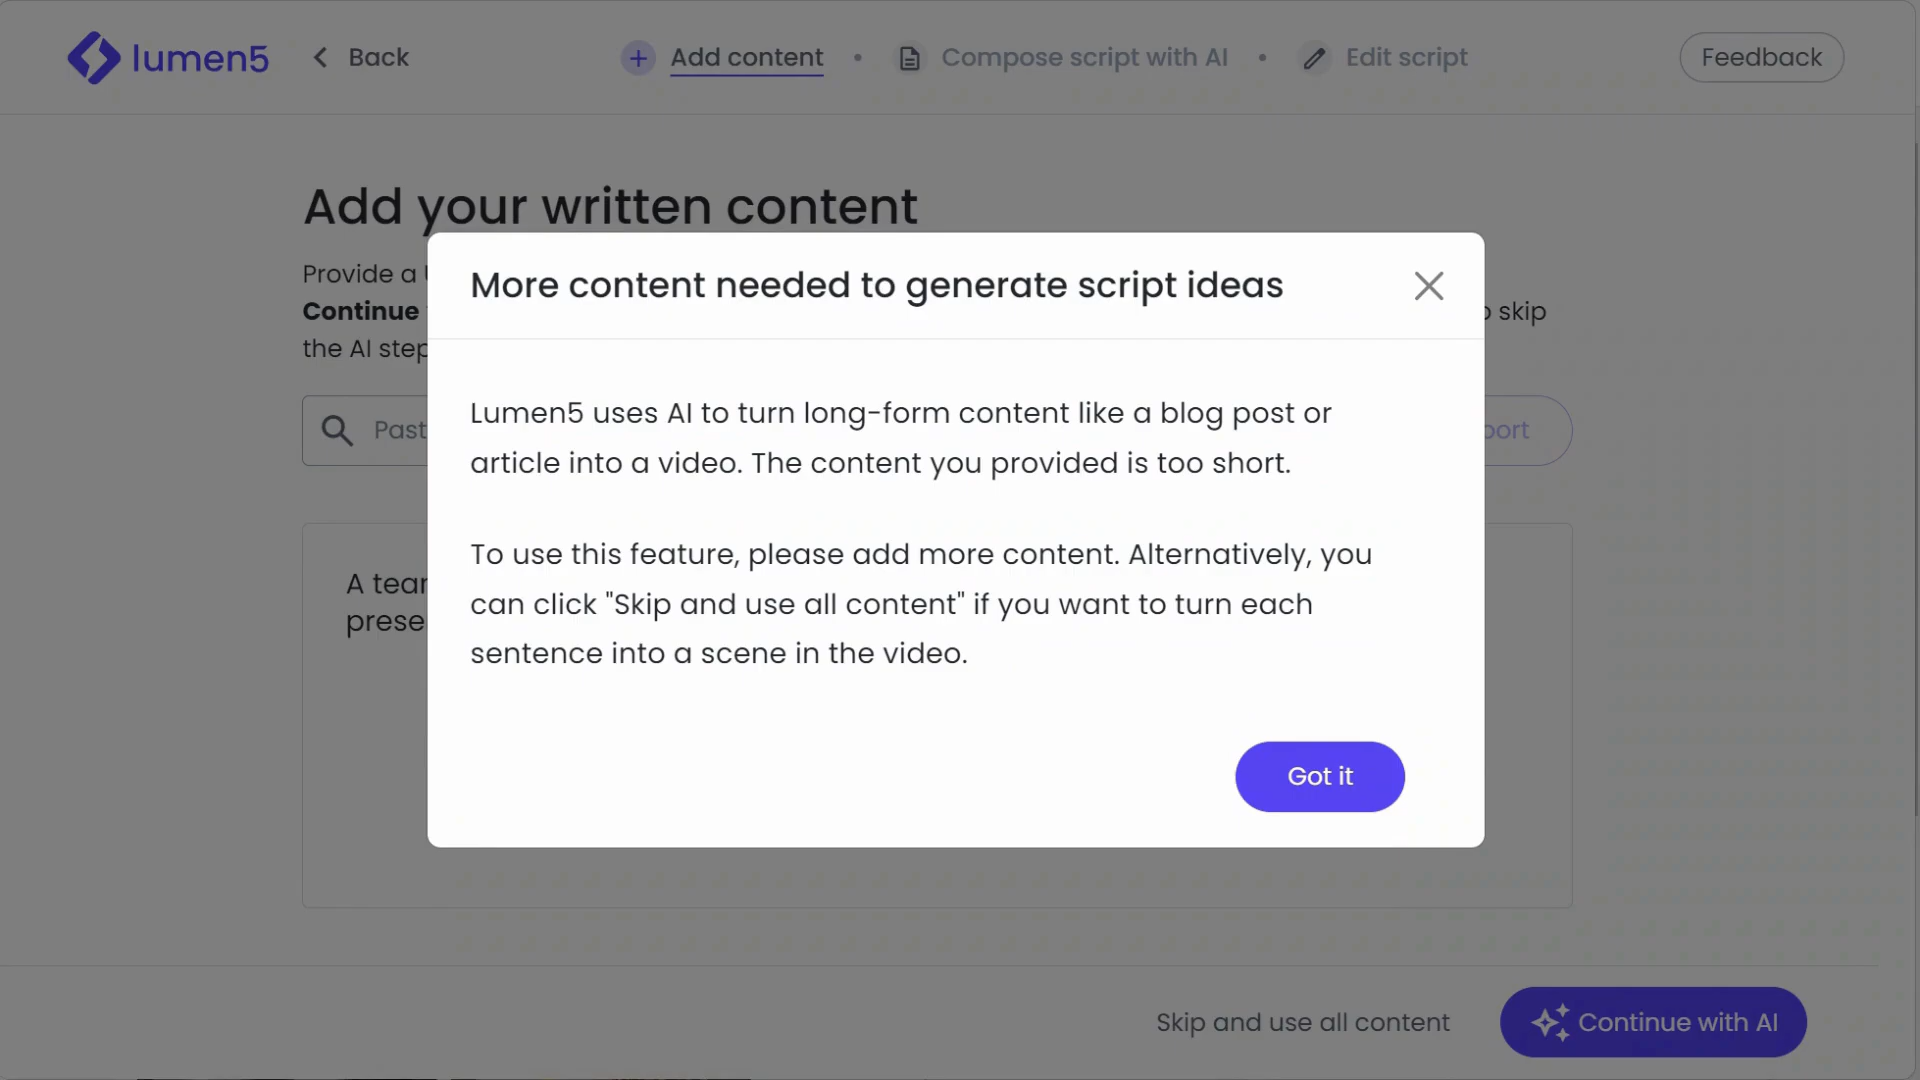 lumen5
Back
Add content • Compose script with AI • Edit script
Feedback
Add your written content
Provide a
Continue
skip
the AI step
More content needed to generate script ideas
Lumen5 uses AI to turn long-form content like a blog post or
article into a video. The content you provided is too short.
To use this feature, please add more content. Alternatively, you
can click "Skip and use all content" if you want to turn each
sentence into a scene in the video.
Got it
A
Skip and use all content
Continue with AI